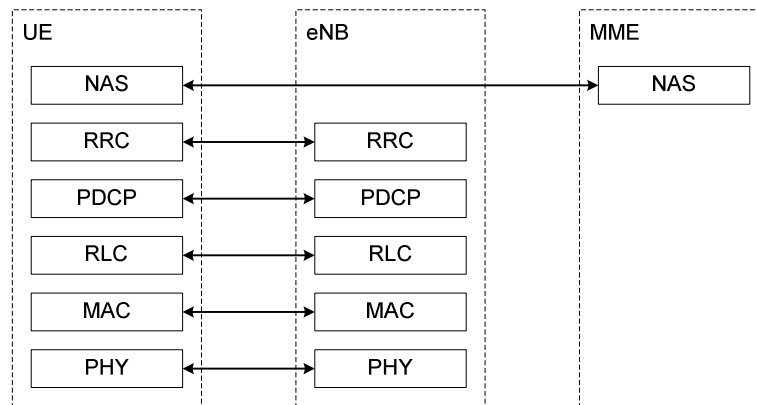 UE eNB MME
NAS NAS
RRC RRC
PDCP PDCP
RLC RLC
MAC MAC
PHY PHY